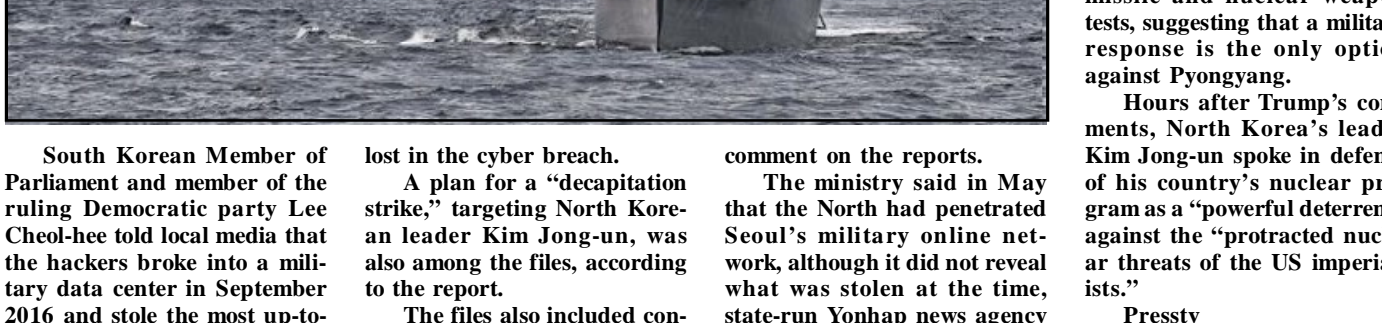 South Korean Member of
Parliament and member of the
ruling Democratic party Lee
Cheol-hee told local media that
the hackers broke into a mili-
tary data center in September
2016 and stole the most up-to-
lost in the cyber breach.
A plan for a “decapitation
strike,” targeting North Kore-
an leader Kim Jong-un, was
also among the files, according
to the report.
The files also included con-
comment on the reports.
The ministry said in May
that the North had penetrated
Seoul’s military online net-
work, although it did not reveal
what was stolen at the time,
state-run Yonhap news agency
missile and nuclear weap
tests, suggesting that a milita
response is the only optio
against Pyongyang.
Hours after Trump’s co
ments, North Korea’s lead
Kim Jong-un spoke in defen
of his country’s nuclear pr
gram as a “powerful deterren
against the “protracted nuc
ar threats of the US imperia
ists.”
Presstv